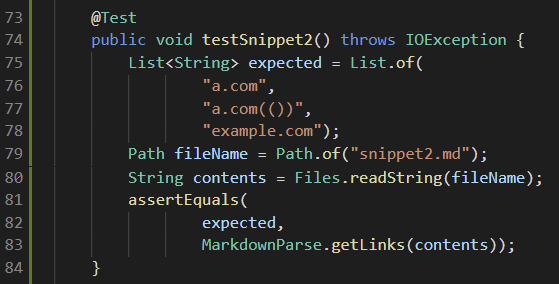 73 @Test
74 public void testSnippet2() throws IOException {
75 List<String> expected = List.of(
76 "a.com",
77 "a.com(())",
78 "example.com");
79 Path fileName = Path.of("snippet2.md");
80 String contents = Files.readString(fileName);
81 assertEquals(
82 expected,
83 MarkdownParse.getLinks(contents));
84 }